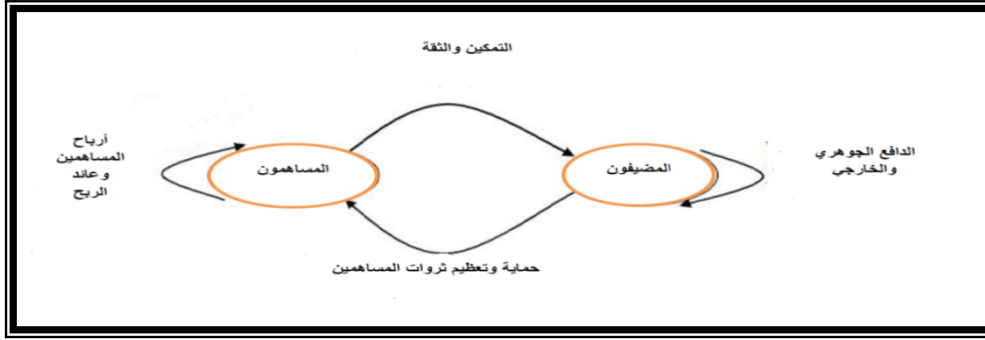 التمكين والثقة
الدافع الجوهري
والخارجي
المضيفون
المساهمون
أرباح
المساهمين
وعائد
الربح
حماية وتعظيم ثروات المساهمين